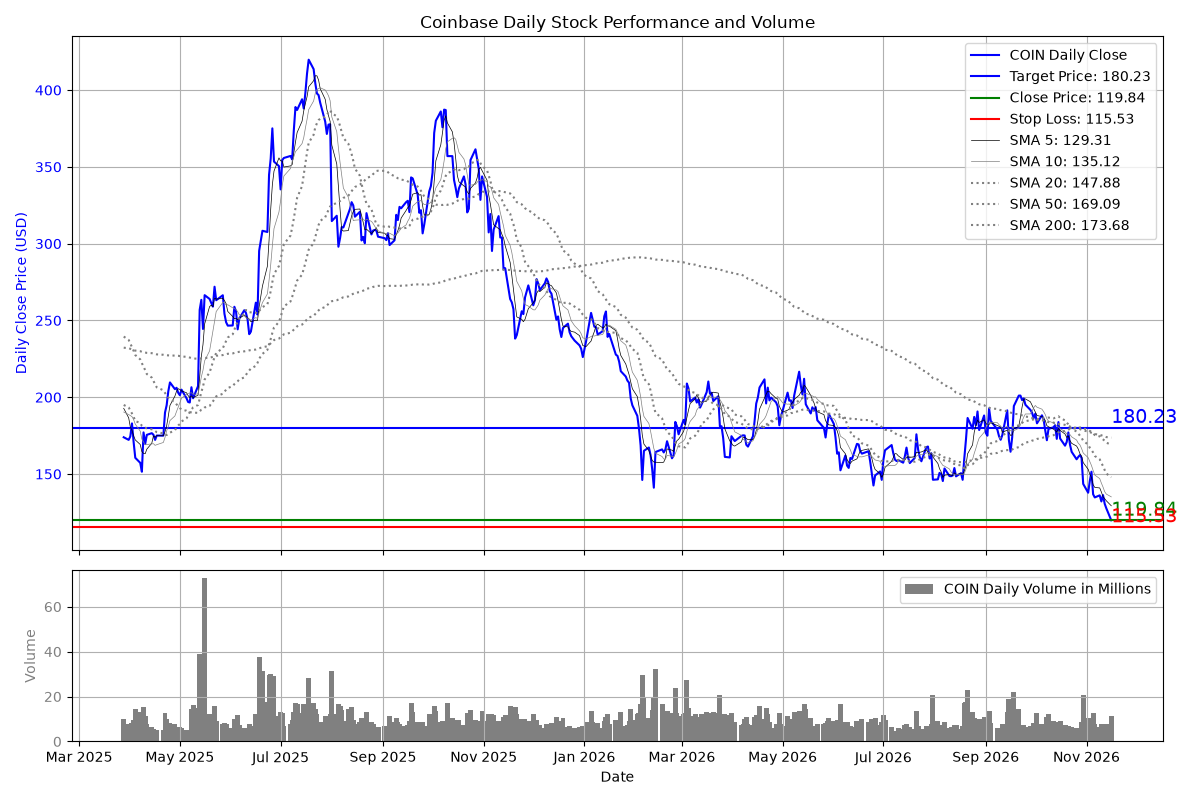 Coinbase Daily Stock Performance and Volume
COIN Daily Close
Target Price: 180.23
Close Price: 119.84
Stop Loss: 115.53
SMA 5: 129.31
SMA 10: 135.12
SMA 20: 147.88
SMA 50: 169.09
SMA 200: 173.68
Daily Close Price (USD)
400
350
300
250
200
150
180.23
119.84
115.53
COIN Daily Volume in Millions
Volume
60
40
20
0
Mar 2025 May 2025 Jul 2025 Sep 2025 Nov 2025 Jan 2026 Mar 2026 May 2026 Jul 2026 Sep 2026 Nov 2026
Date